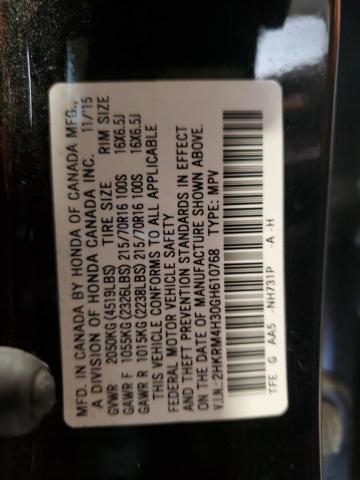 MFD. IN CANADA BY HONDA OF CANADA MFG.,
A DIVISION OF HONDA CANADA INC. 11/15
GVWR 2050KG (4519LBS) TIRE SIZE RIM SIZE
GAWR F 1055KG (2326LBS) 215/70R16 100S 16X6.5J
GAWR R 1015KG (2238LBS) 215/70R16 100S 16X6.5J
THIS VEHICLE CONFORMS TO ALL APPLICABLE
FEDERAL MOTOR VEHICLE SAFETY
AND THEFT PREVENTION STANDARDS IN EFFECT
ON THE DATE OF MANUFACTURE SHOWN ABOVE.
V.I.N.: 2HKRM4H30GH610768 TYPE: MPV
TFE G AA5 -NH731P -A -H